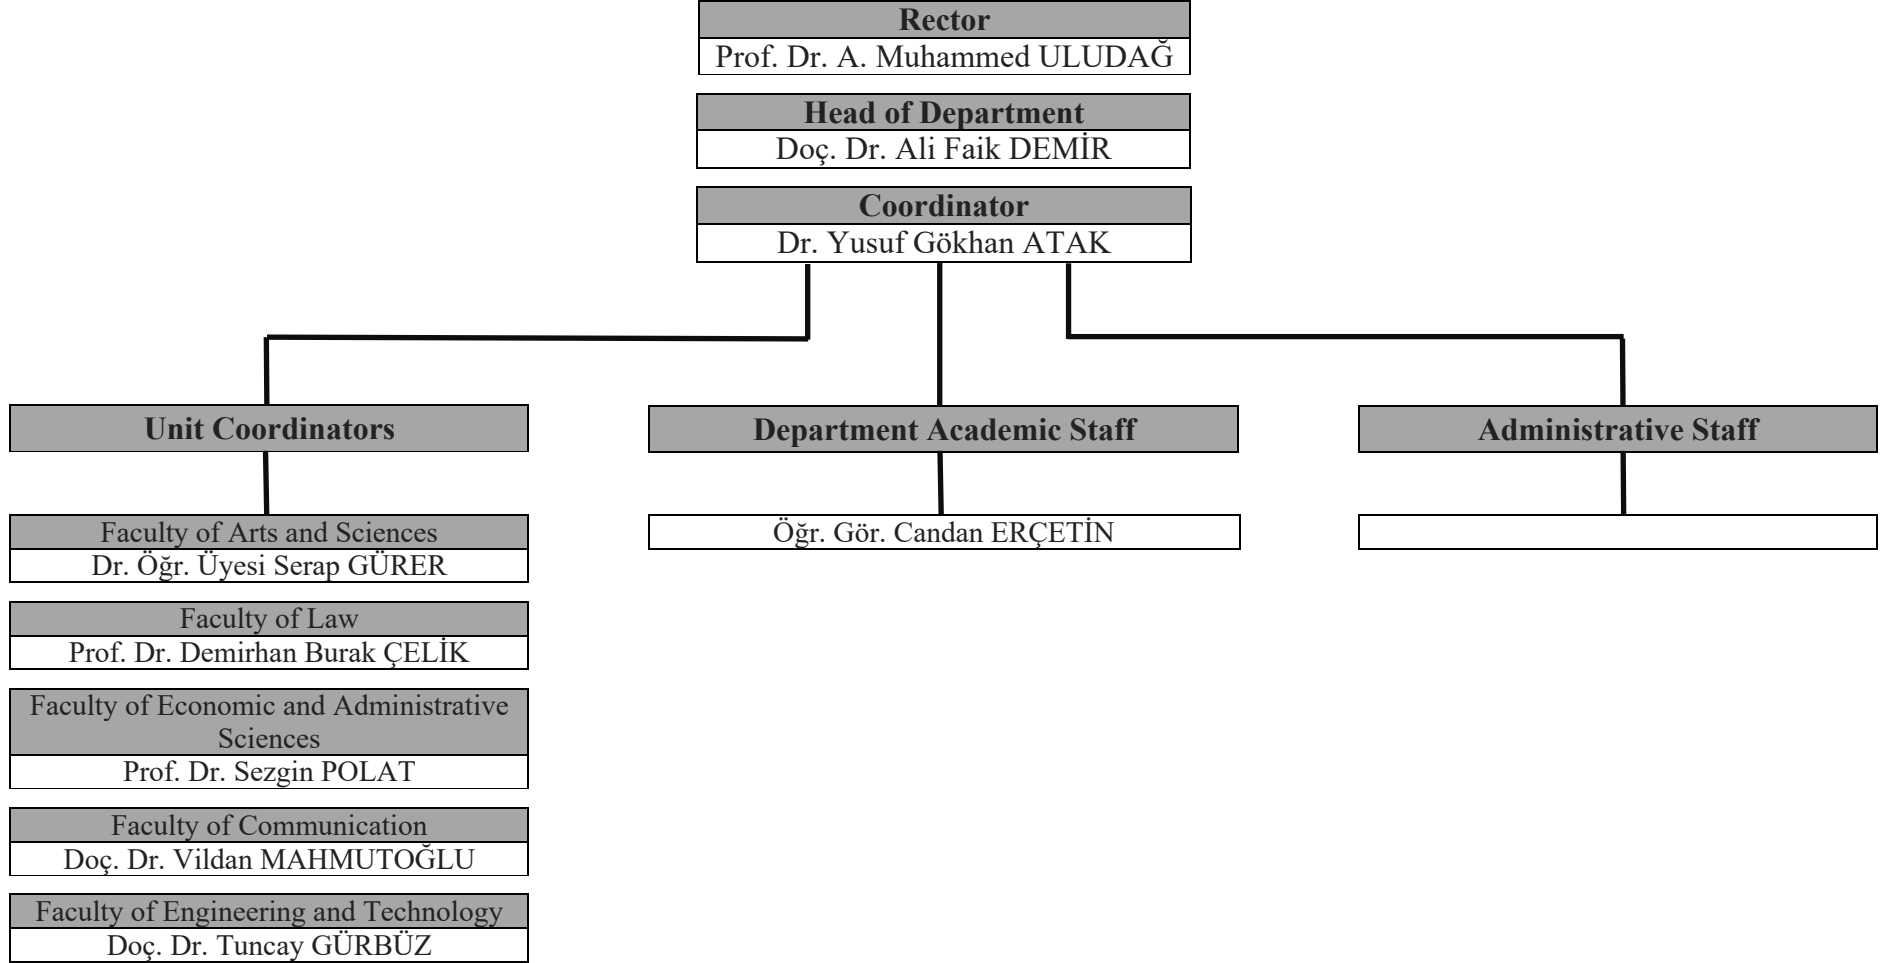 Rector
Prof. Dr. A. Muhammed ULUDAĞ
Head of Department
Doç. Dr. Ali Faik DEMİR
Coordinator
Dr. Yusuf Gökhan ATAK
Unit Coordinators
Department Academic Staff
Administrative Staff
Faculty of Arts and Sciences
Dr. Öğr. Üyesi Serap GÜRER
Öğr. Gör. Candan ERÇETİN
Faculty of Law
Prof. Dr. Demirhan Burak ÇELİK
Faculty of Economic and Administrative
Sciences
Prof. Dr. Sezgin POLAT
Faculty of Communication
Doç. Dr. Vildan MAHMUTOĞLU
Faculty of Engineering and Technology
Doç. Dr. Tuncay GÜRBÜZ